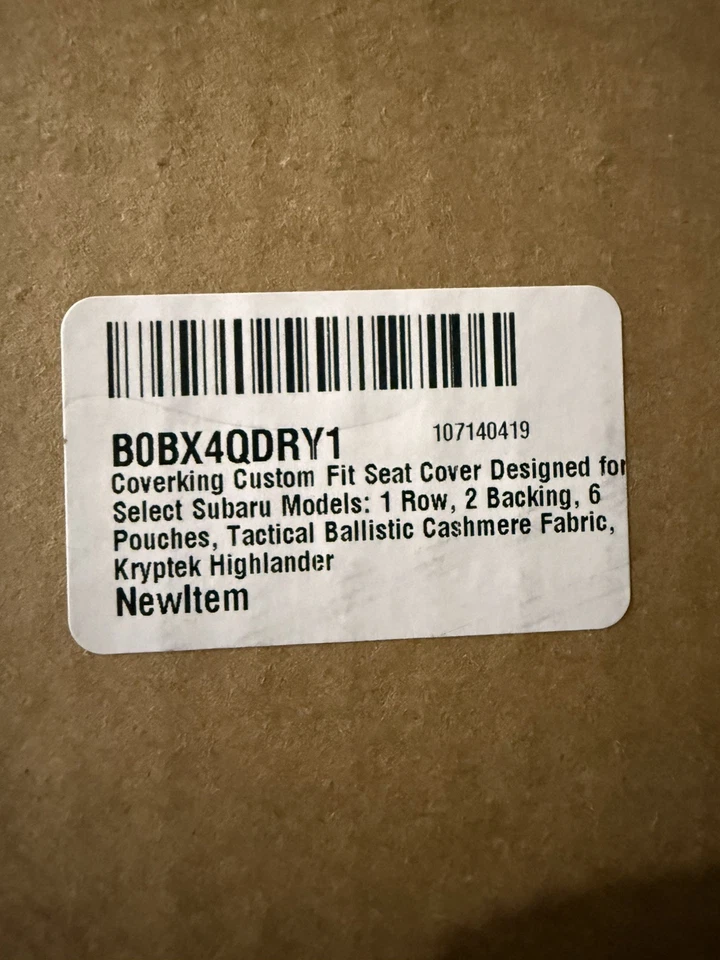 B0BX4QDRY1 107140419
Coverking Custom Fit Seat Cover Designed for
Select Subaru Models: 1 Row, 2 Backing, 6
Pouches, Tactical Ballistic Cashmere Fabric,
Kryptek Highlander
NewItem